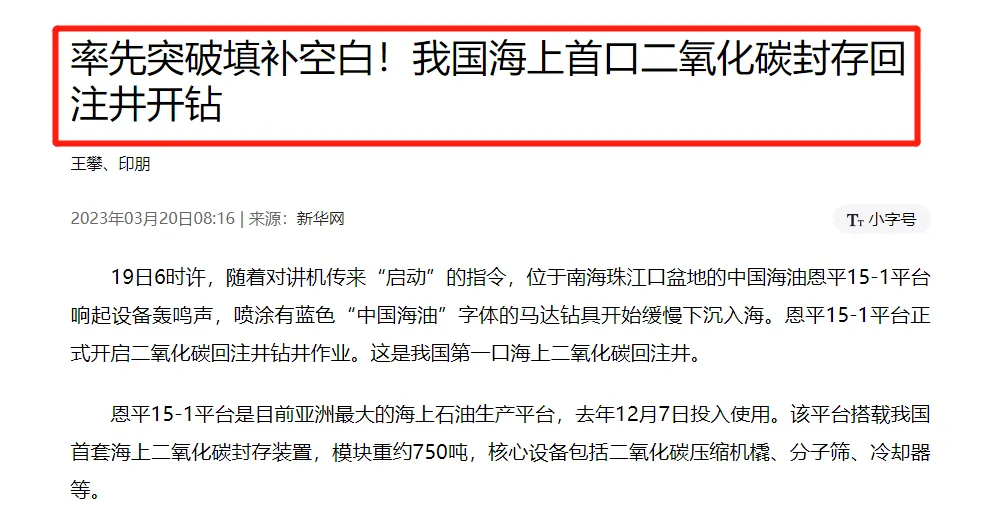 率先突破填补空白！我国海上首口二氧化碳封存回
注井开钻
王攀、印朋
2023年03月20日08:16 | 来源：新华网
TT 小字号
19日6时许，随着对讲机传来“启动”的指令，位于南海珠江口盆地的中国海油恩平15-1平台
响起设备轰鸣声，喷涂有蓝色“中国海油”字体的马达钻具开始缓慢下沉入海。恩平15-1平台正
式开启二氧化碳回注井钻井作业。这是我国第一口海上二氧化碳回注井。
恩平15-1平台是目前亚洲最大的海上石油生产平台，去年12月7日投入使用。该平台搭载我国
首套海上二氧化碳封存装置，模块重约750吨，核心设备包括二氧化碳压缩机橇、分子筛、冷却器
等。